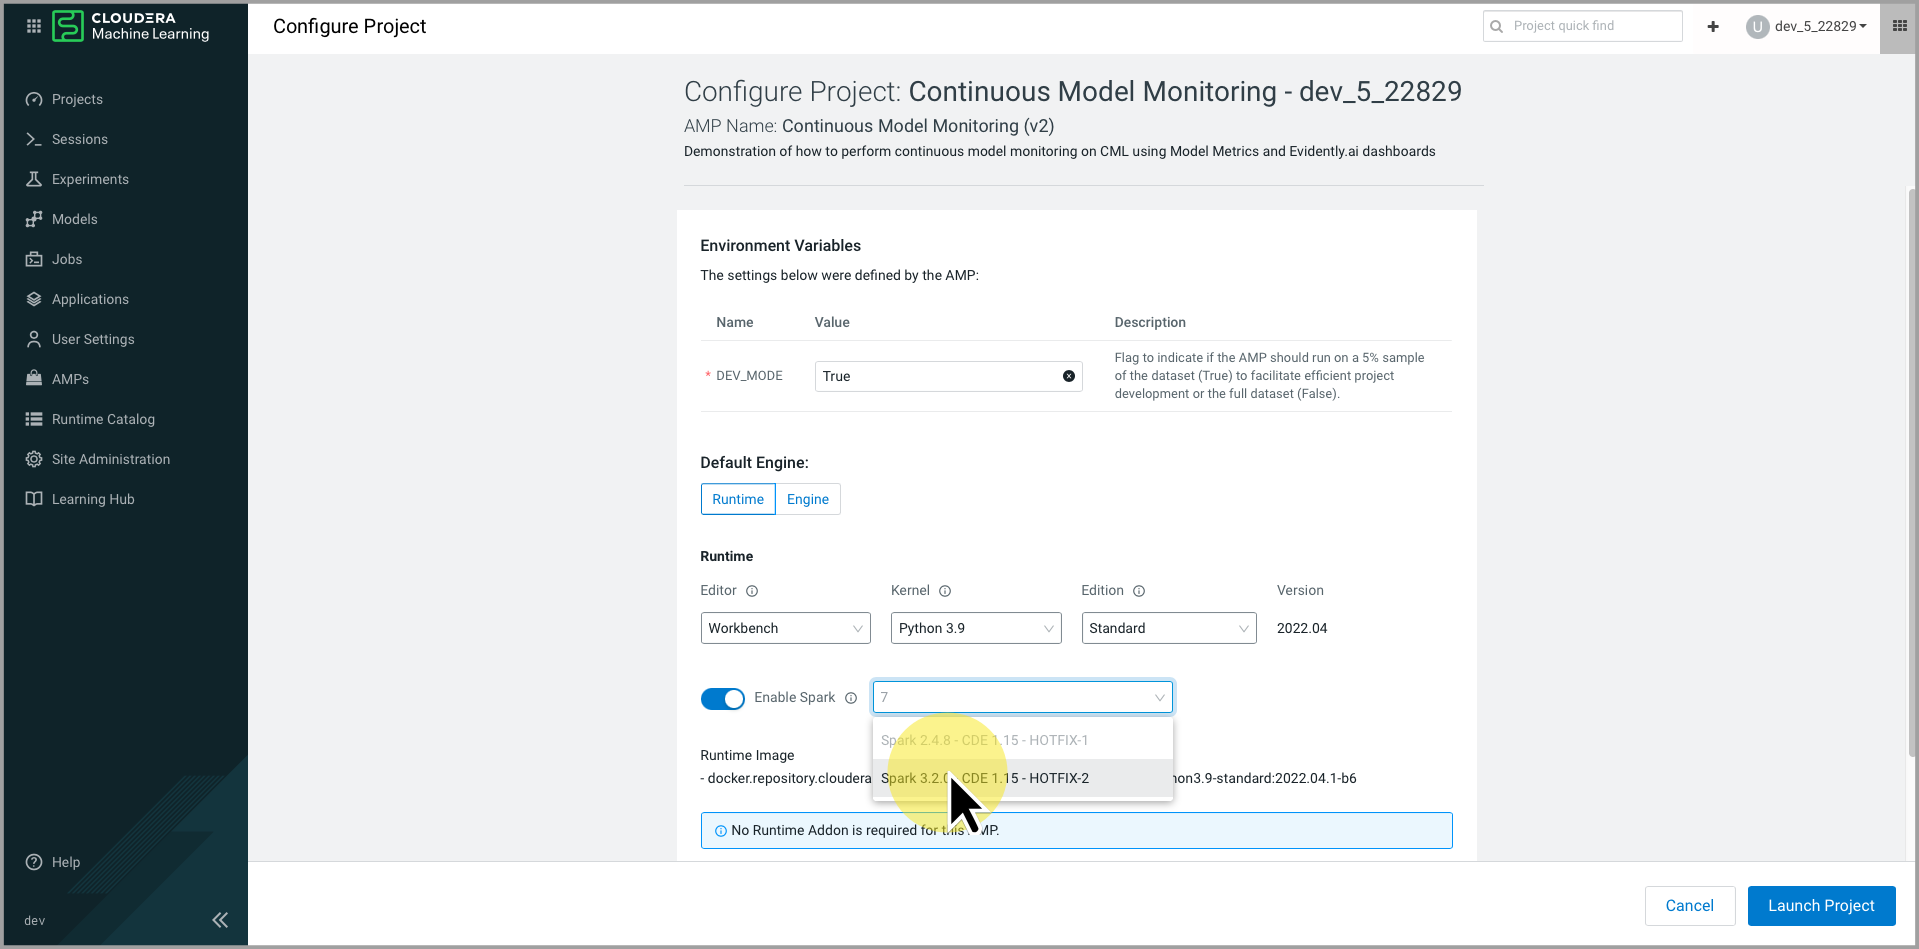 CLOUDERA
Machine Learning
Configure Project
Project quick find
U dev_5_22829
Projects
Sessions
Experiments
Models
Jobs
Applications
User Settings
AMPs
Runtime Catalog
Site Administration
Learning Hub
Help
dev
Configure Project: Continuous Model Monitoring - dev_5_22829
AMP Name: Continuous Model Monitoring (v2)
Demonstration of how to perform continuous model monitoring on CML using Model Metrics and Evidently.ai dashboards
Environment Variables
The settings below were defined by the AMP:
Name Value Description
* DEV_MODE True
Flag to indicate if the AMP should run on a 5% sample
of the dataset (True) to facilitate efficient project
development or the full dataset (False).
Default Engine:
Runtime Engine
Runtime
Editor Kernel Edition Version
Workbench Python 3.9 Standard 2022.04
Enable Spark 7
Spark 2.4.8 - CDE 1.15 - HOTFIX-1
Spark 3.2.0 - CDE 1.15 - HOTFIX-2
Runtime Image
- docker.repository.cloudera hon3.9-standard:2022.04.1-b6
No Runtime Addon is required for this AMP.
Cancel Launch Project